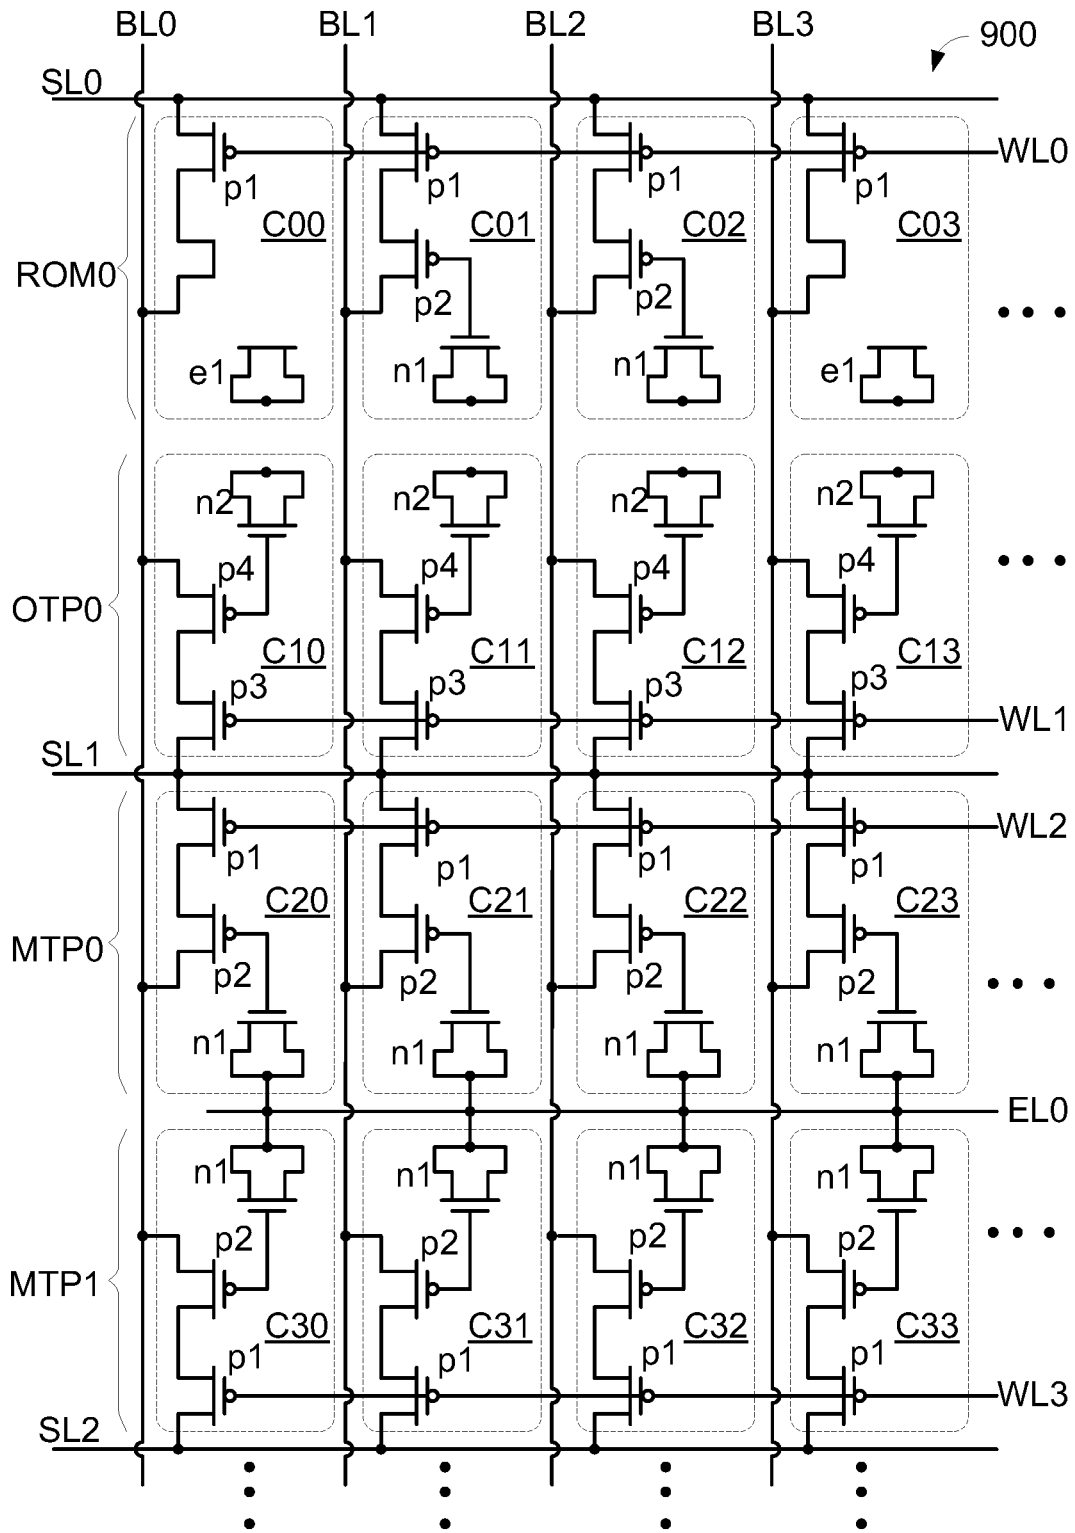 BL0 BL1 BL2 BL3
900
SL0
WL0
p1 p1 p1 p1
C00 C01 C02 C03
ROM0
p2 p2
e1 n1 n1 e1
n2 n2 n2 n2
p4 p4 p4 p4
OTP0
C10 C11 C12 C13
p3 p3 p3 p3
WL1
SL1
WL2
p1 p1 p1 p1
C20 C21 C22 C23
MTP0
p2 p2 p2 p2
n1 n1 n1 n1
EL0
n1 n1 n1 n1
p2 p2 p2 p2
MTP1
C30 C31 C32 C33
p1 p1 p1 p1
WL3
SL2